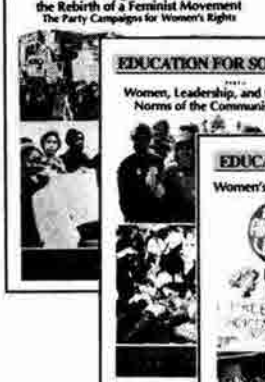 the Rebirth of a Feminist Movement
The Party Campaigns for Women's Rights
EDUCATION FOR SO
Women, Leadership, and
Norms of the Communi
EDUCA
Women's